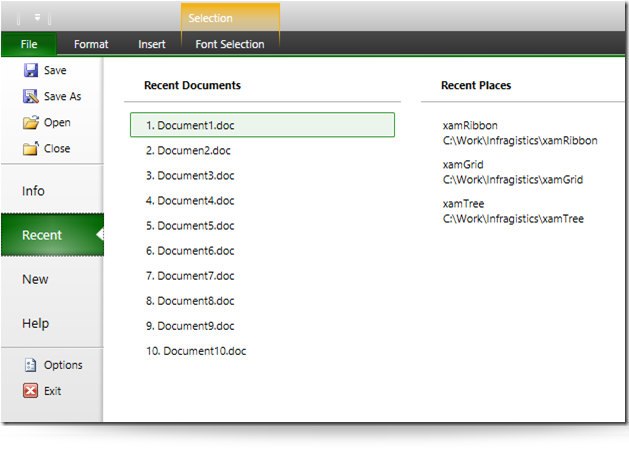 Selection
File Format Insert Font Selection
Save
Save As
Open
Close
Info
Recent
New
Help
Options
Exit
Recent Documents
1. Document1.doc
2. Documen2.doc
3. Document3.doc
4. Document4.doc
5. Document5.doc
6. Document6.doc
7. Document7.doc
8. Document8.doc
9. Document9.doc
10. Document10.doc
Recent Places
xamRibbon
C:\Work\Infragistics\xamRibbon
xamGrid
C:\Work\Infragistics\xamGrid
xamTree
C:\Work\Infragistics\xamTree